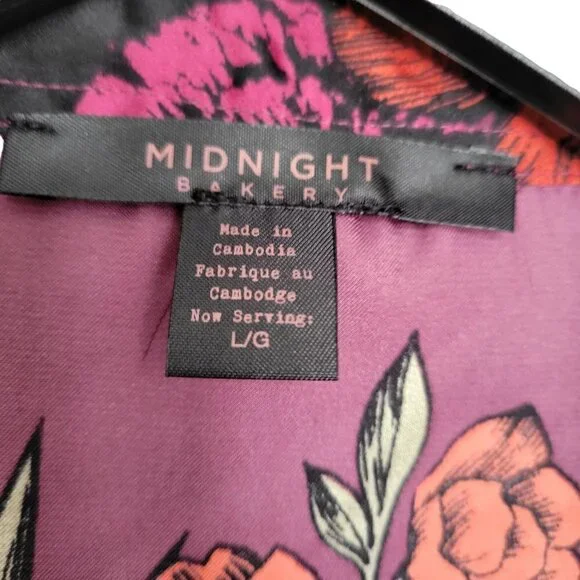 MIDNIGHT
BAKERY
Made in
Cambodia
Fabrique au
Cambodge
Now Serving:
L/G